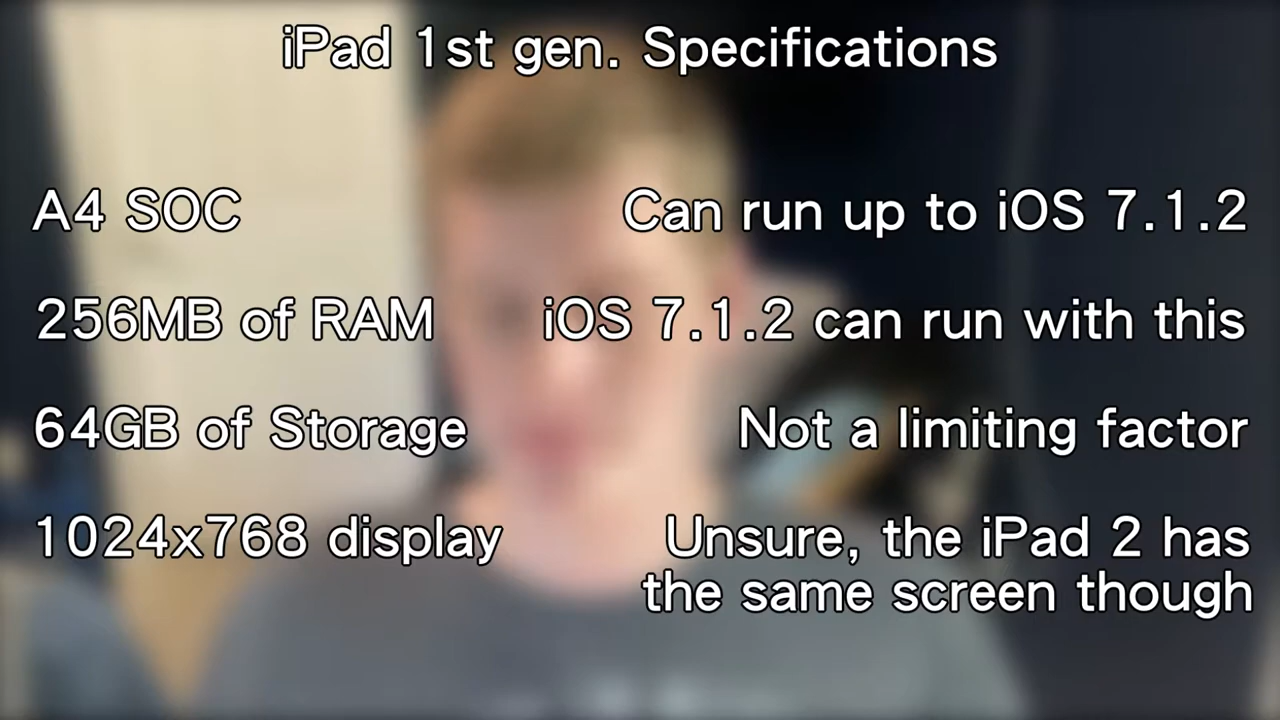 iPad 1st gen. Specifications
A4 SOC
Can run up to iOS 7.1.2
256MB of RAM
iOS 7.1.2 can run with this
64GB of Storage
Not a limiting factor
1024x768 display
Unsure, the iPad 2 has
the same screen though